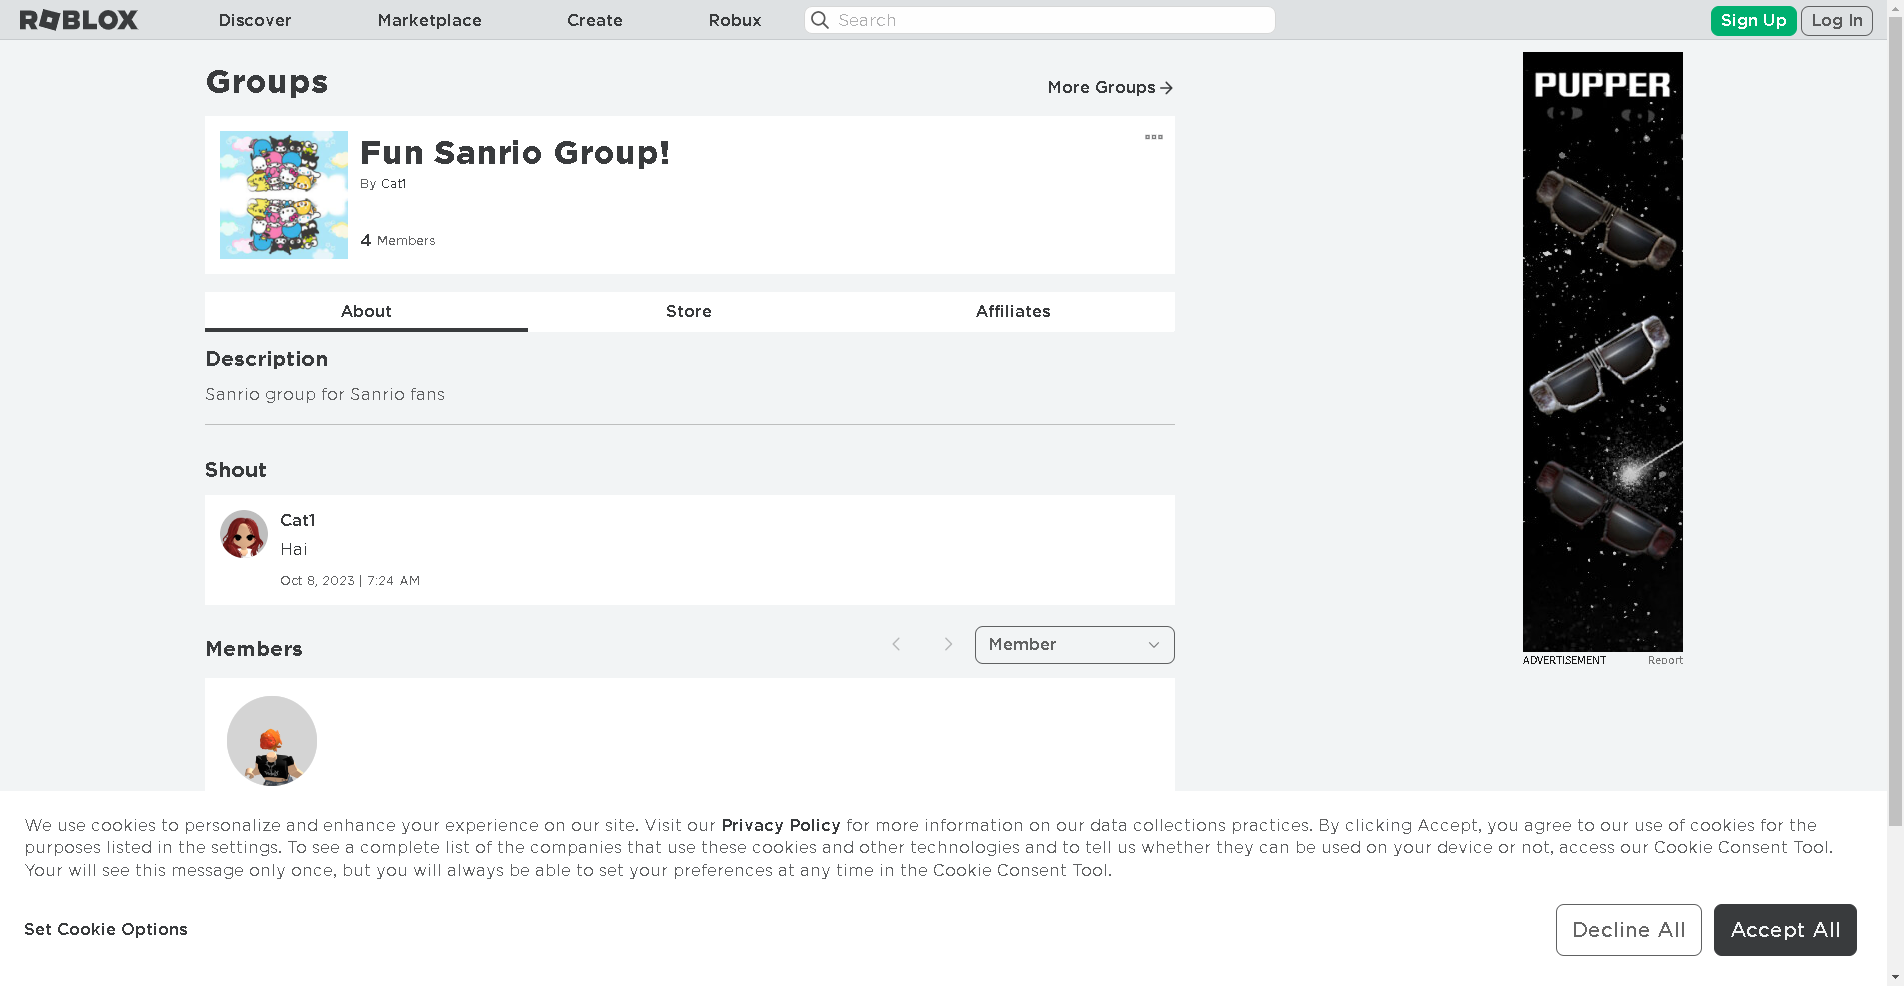 ROBLOX
Discover
Marketplace
Create
Robux
Search
Sign Up
Log In
Groups
More Groups
Fun Sanrio Group!
By Cat1
4 Members
About
Store
Affiliates
Description
Sanrio group for Sanrio fans
Shout
Cat1
Hai
Oct 8, 2023 | 7:24 AM
Members
Member
PUPPER
ADVERTISEMENT
Report
We use cookies to personalize and enhance your experience on our site. Visit our Privacy Policy for more information on our data collections practices. By clicking Accept, you agree to our use of cookies for the
purposes listed in the settings. To see a complete list of the companies that use these cookies and other technologies and to tell us whether they can be used on your device or not, access our Cookie Consent Tool.
Your will see this message only once, but you will always be able to set your preferences at any time in the Cookie Consent Tool.
Set Cookie Options
Decline All
Accept All